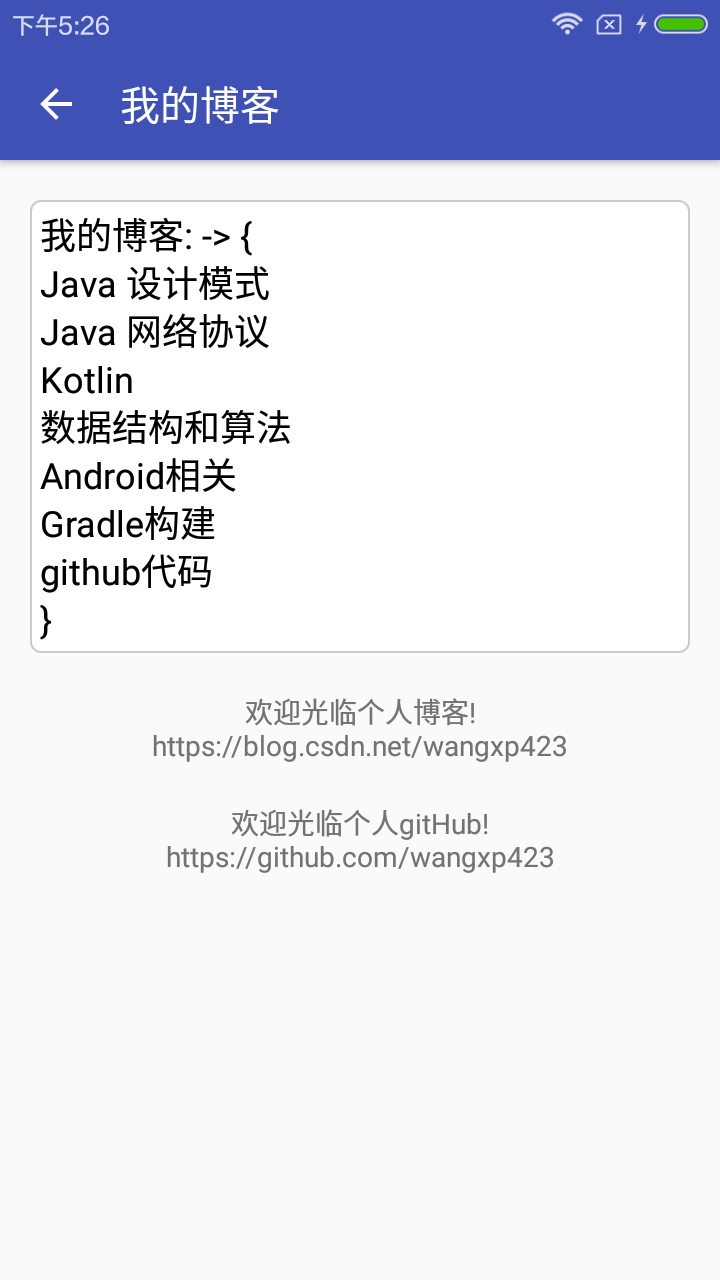 下午5:26
我的博客
我的博客: -> {
Java 设计模式
Java 网络协议
Kotlin
数据结构和算法
Android相关
Gradle构建
github代码
}
欢迎光临个人博客!
https://blog.csdn.net/wangxp423
欢迎光临个人gitHub!
https://github.com/wangxp423